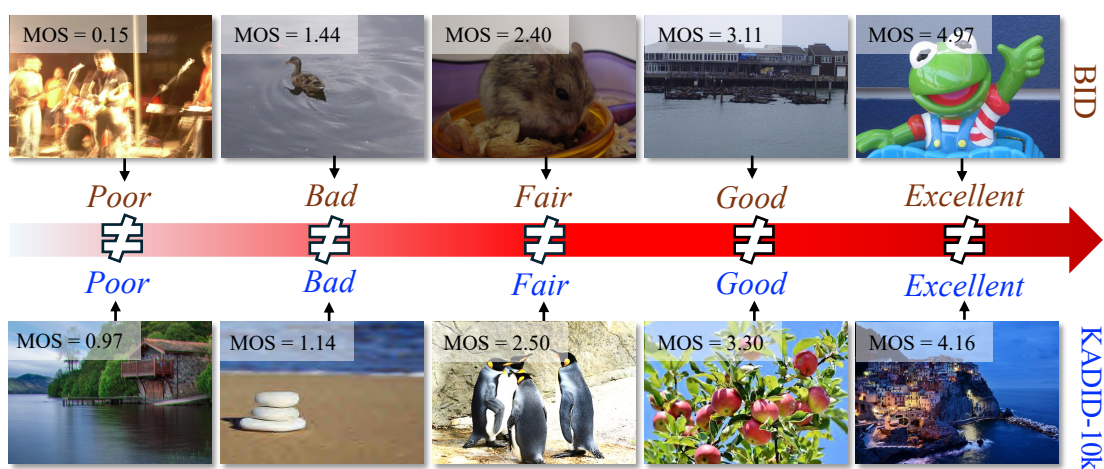 MOS = 0.15 MOS = 1.44 MOS = 2.40 MOS = 3.11 MOS = 4.97
BID
Poor Bad Fair Good Excellent
≠ ≠ ≠ ≠ ≠
Poor Bad Fair Good Excellent
MOS = 0.97 MOS = 1.14 MOS = 2.50 MOS = 3.30 MOS = 4.16
KADID-10k